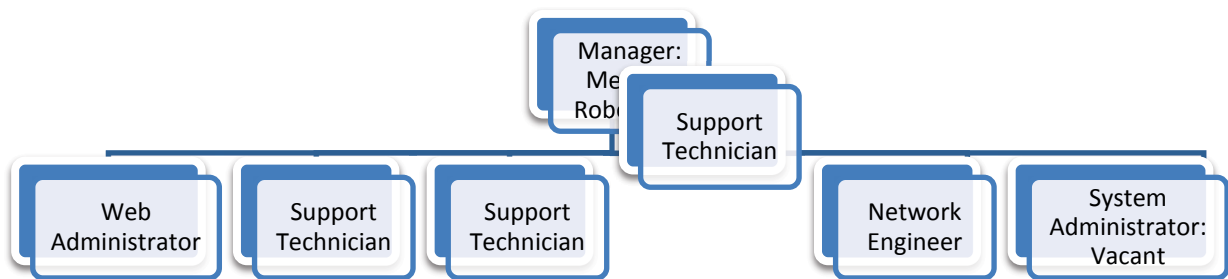 Manager:
Support
Technician
Web
Administrator
Support
Technician
Support
Technician
Network
Engineer
System
Administrator:
Vacant